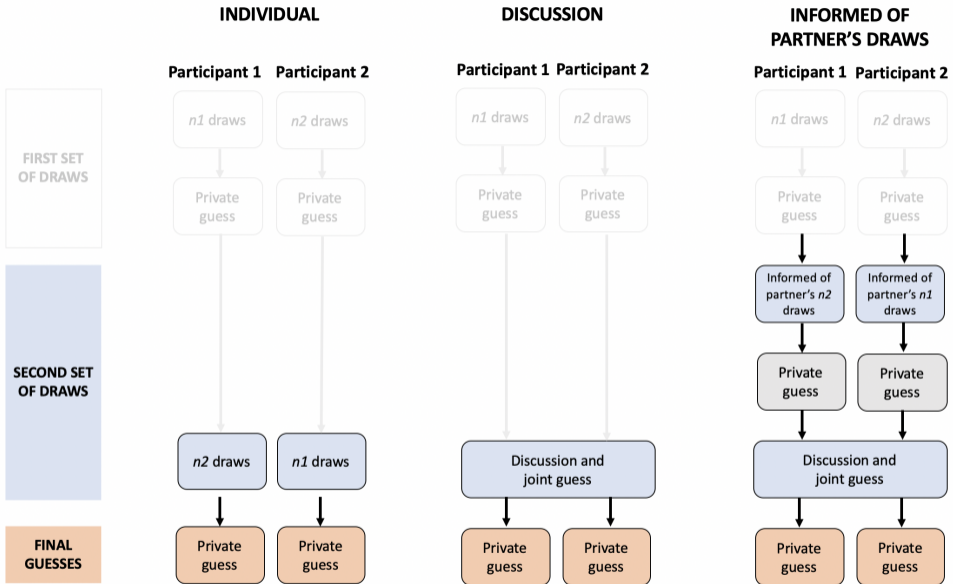 INDIVIDUAL
DISCUSSION
INFORMED OF
PARTNER'S DRAWS
Participant 1 Participant 2
Participant 1 Participant 2
Participant 1 Participant 2
FIRST SET
OF DRAWS
n1 draws
n2 draws
n1 draws
n2 draws
n1 draws
n2 draws
Private
guess
Private
guess
Private
guess
Private
guess
Private
guess
Private
guess
SECOND SET
OF DRAWS
Informed of
partner's n2
draws
Informed of
partner's n1
draws
Private
guess
Private
guess
n2 draws
n1 draws
Discussion and
joint guess
Discussion and
joint guess
FINAL
GUESSES
Private
guess
Private
guess
Private
guess
Private
guess
Private
guess
Private
guess